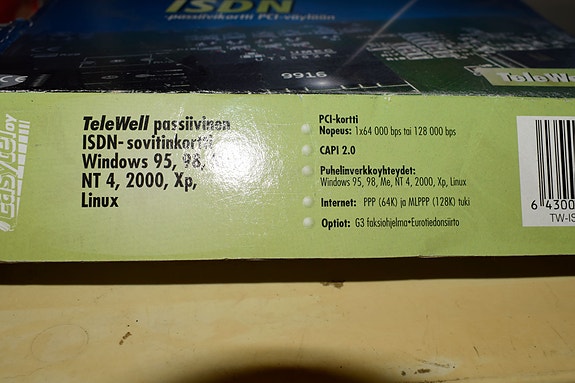 ISDN
-passiivikortti PCI-väylään
9916
TeleWell
easytel oy
TeleWell passiivinen
ISDN- sovitinkortti
Windows 95, 98,
NT 4, 2000, Xp,
Linux
PCI-kortti
Nopeus: 1x64 000 bps tai 128 000 bps
CAPI 2.0
Puhelinverkkoyhteydet:
Windows 95, 98, Me, NT 4, 2000, Xp, Linux
Internet: PPP (64K) ja MLPPP (128K) tuki
Optiot: G3 faksiohjelma•Eurotiedonsiirto
6 4300
TW-IS